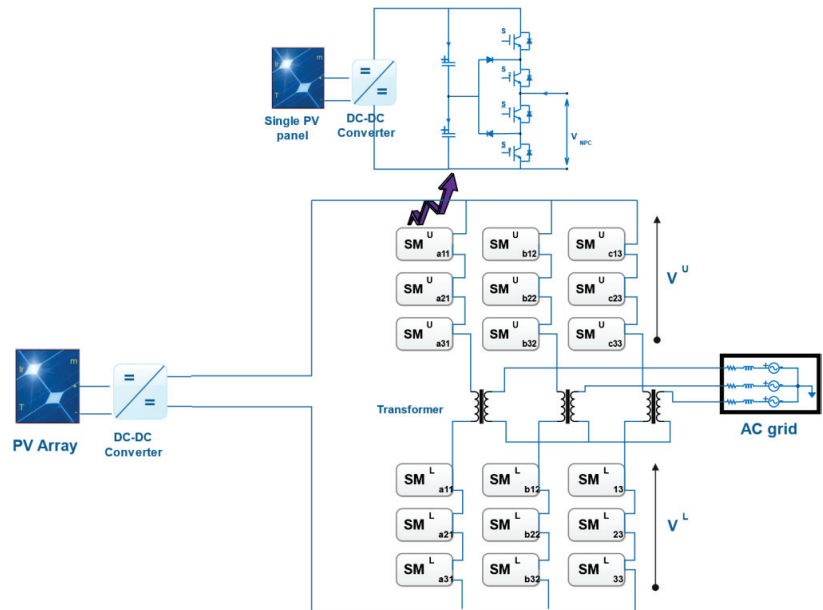 Ir
m
T
+
-
Single PV
panel
=
=
DC-DC
Converter
+
+
S
S
S
S
V NPC
SM U a11
SM U b12
SM U c13
SM U a21
SM U b22
SM U c23
SM U a31
SM U b32
SM U c33
V U
Ir
m
T
+
-
PV Array
=
=
DC-DC
Converter
Transformer
+
+
+
AC grid
SM L a11
SM L b12
SM L 13
SM L a21
SM L b22
SM L 23
SM L a31
SM L b32
SM L 33
V L